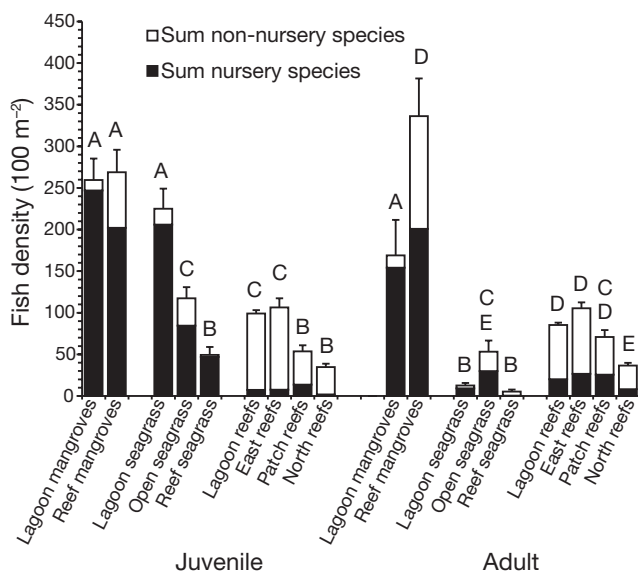 450
400
350
300
250
200
150
100
50
0
Fish density (100 m⁻²)
Sum non-nursery species
Sum nursery species
A
A
A
C
B
C
C
B
B
A
D
B
C
E
B
D
D
C
D
E
Lagoon mangroves
Reef mangroves
Lagoon seagrass
Open seagrass
Reef seagrass
Lagoon reefs
East reefs
Patch reefs
North reefs
Lagoon mangroves
Reef mangroves
Lagoon seagrass
Open seagrass
Reef seagrass
Lagoon reefs
East reefs
Patch reefs
North reefs
Juvenile
Adult